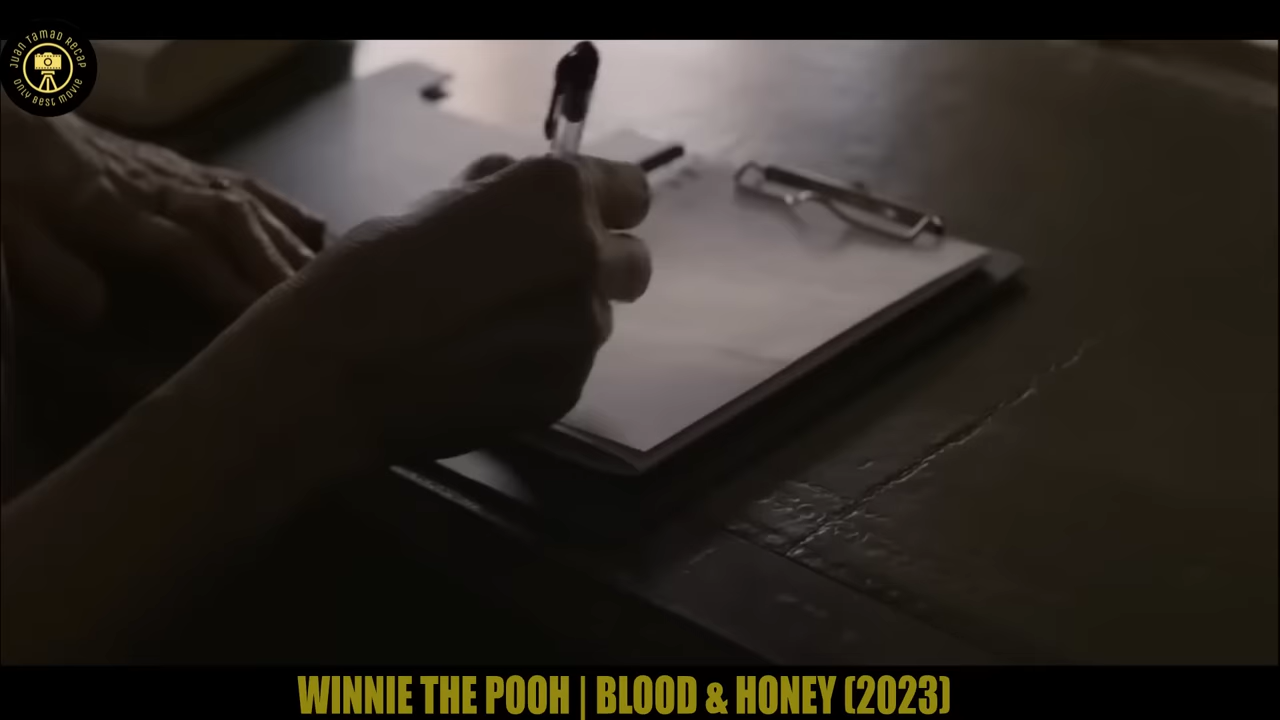 Juan Tamad Recap
Only Best Movie
WINNIE THE POOH | BLOOD & HONEY (2023)